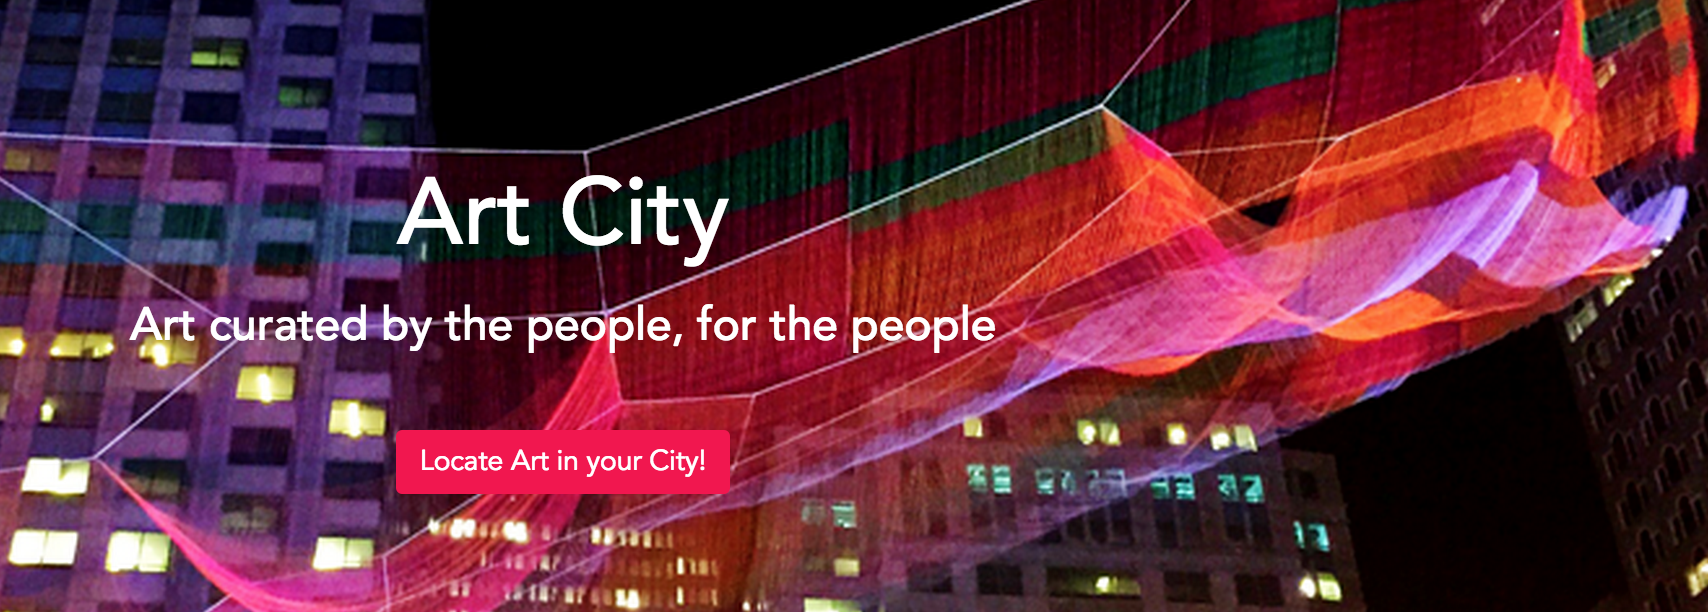 Art City
Art curated by the people, for the people
Locate Art in your City!